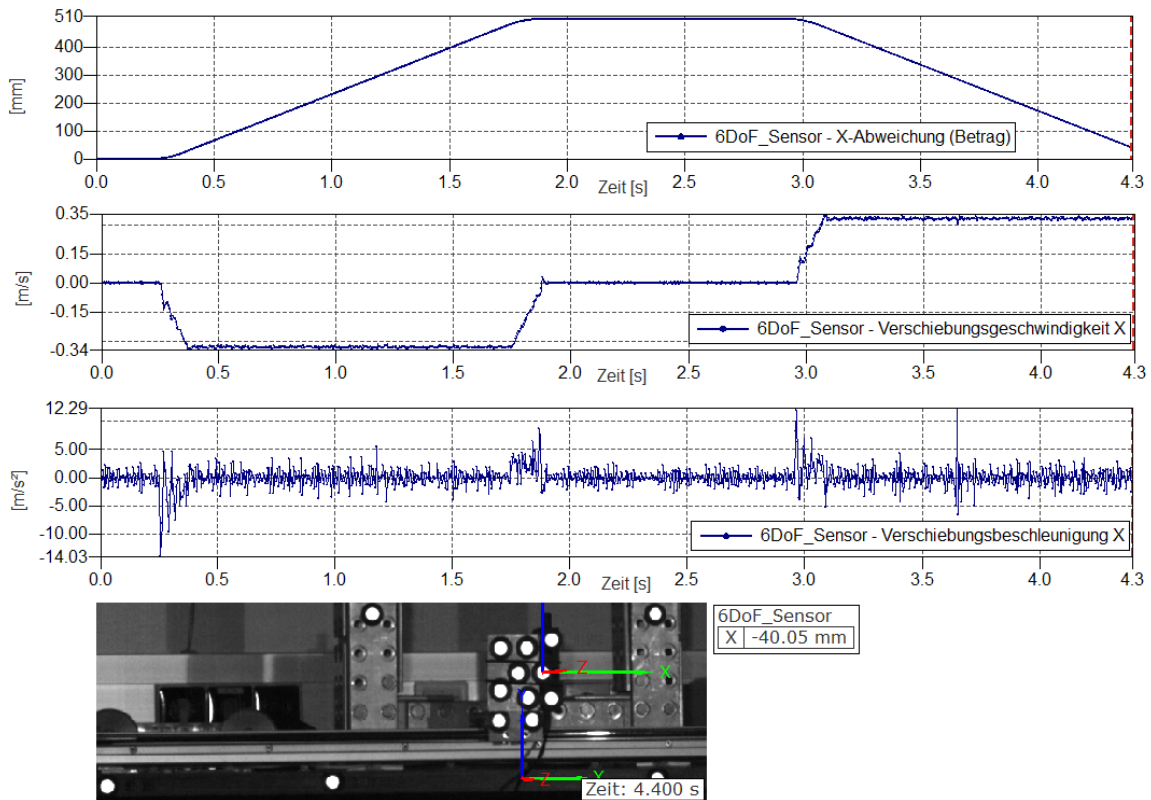 510
400
300
200
100
0
[mm]
6DoF_Sensor - X-Abweichung (Betrag)
0.0 0.5 1.0 1.5 2.0 2.5 3.0 3.5 4.0 4.3
Zeit [s]
0.35
0.15
0.00
-0.15
-0.34
[m/s]
6DoF_Sensor - Verschiebungsgeschwindigkeit X
0.0 0.5 1.0 1.5 2.0 2.5 3.0 3.5 4.0 4.3
Zeit [s]
12.29
5.00
0.00
-5.00
-10.00
-14.03
[m/s²]
6DoF_Sensor - Verschiebungsbeschleunigung X
0.0 0.5 1.0 1.5 2.0 2.5 3.0 3.5 4.0 4.3
Zeit [s]
6DoF_Sensor
X -40.05 mm
Z X
Z Y
Zeit: 4.400 s